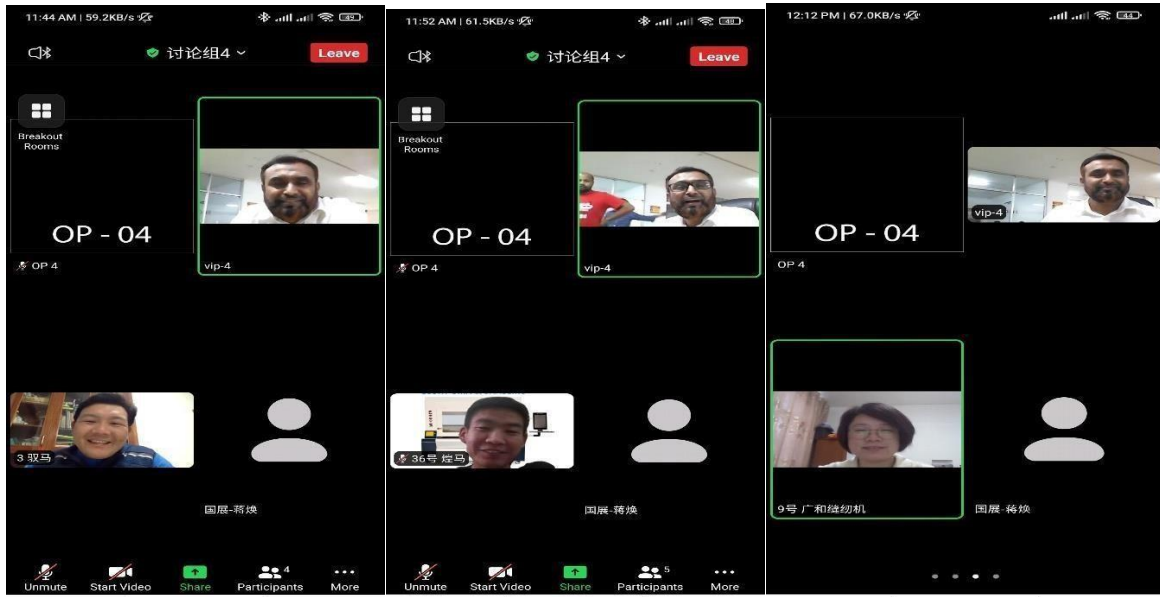 11:44 AM | 59.2KB/s
49
讨论组4
Leave
Breakout
Rooms
OP - 04
OP 4
vip-4
3 驭马
国展-蒋焕
Unmute
Start Video
Share
Participants
4
More
11:52 AM | 61.5KB/s
48
讨论组4
Leave
Breakout
Rooms
OP - 04
OP 4
vip-4
36号 煌马
国展-蒋焕
Unmute
Start Video
Share
Participants
5
More
12:12 PM | 67.0KB/s
44
OP - 04
OP 4
vip-4
9号 广和缝纫机
国展-蒋焕